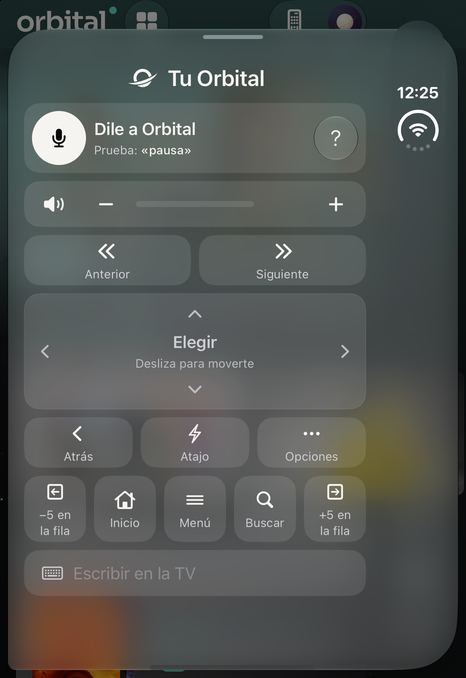 orbital
Tu Orbital
12:25
Dile a Orbital
Prueba: «pausa»
?
Anterior
Siguiente
Elegir
Desliza para moverte
Atrás
Atajo
Opciones
−5 en
la fila
Inicio
Menú
Buscar
+5 en
la fila
Escribir en la TV